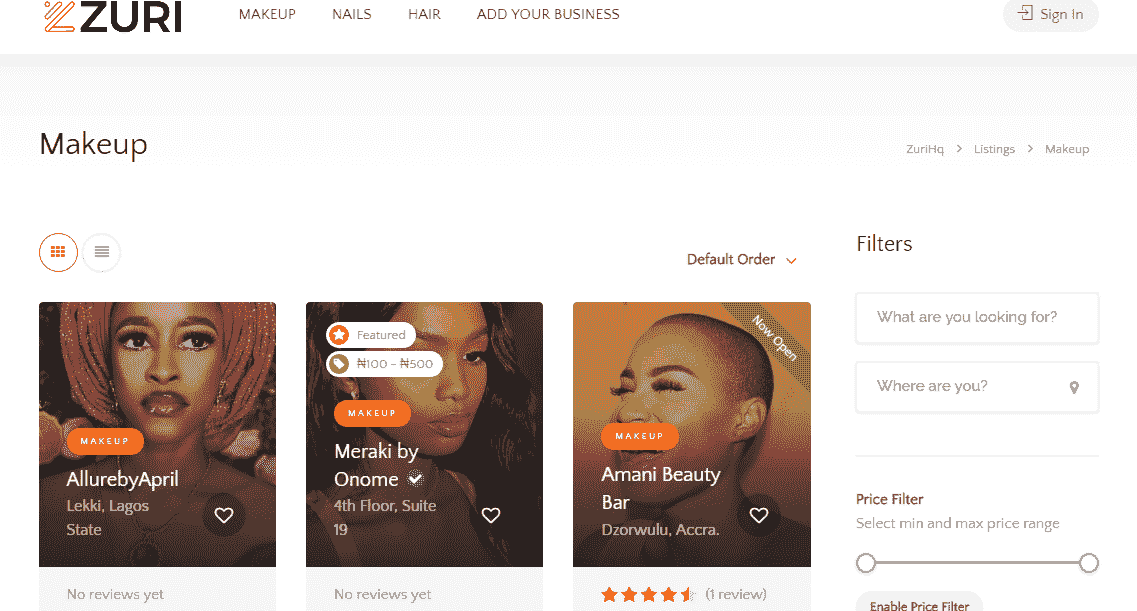 ZURI
MAKEUP
NAILS
HAIR
ADD YOUR BUSINESS
Sign in
Makeup
ZuriHq > Listings > Makeup
Default Order
MAKEUP
AllurebyApril
Lekki, Lagos
State
No reviews yet
Featured
₦100 - ₦500
MAKEUP
Meraki by
Onome
4th Floor, Suite
19
No reviews yet
Now Open
MAKEUP
Amani Beauty
Bar
Dzorwulu, Accra.
(1 review)
Filters
What are you looking for?
Where are you?
Price Filter
Select min and max price range
Enable Price Filter